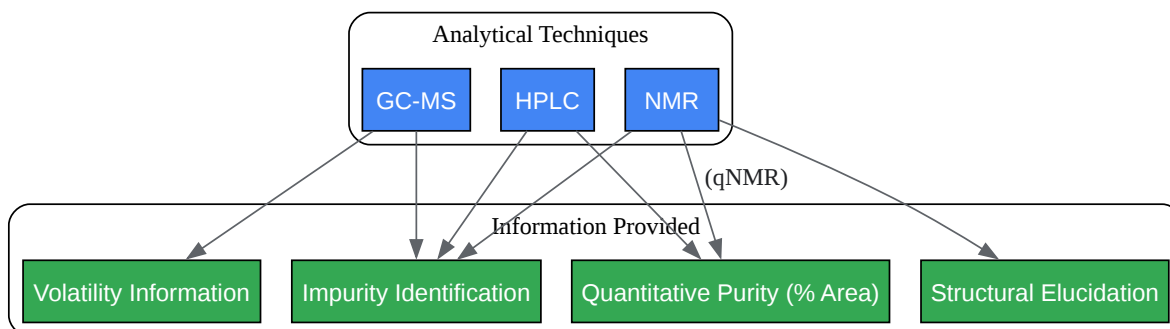 Analytical Techniques
GC-MS
HPLC
NMR
(qNMR)
Information Provided
Volatility Information
Impurity Identification
Quantitative Purity (% Area)
Structural Elucidation